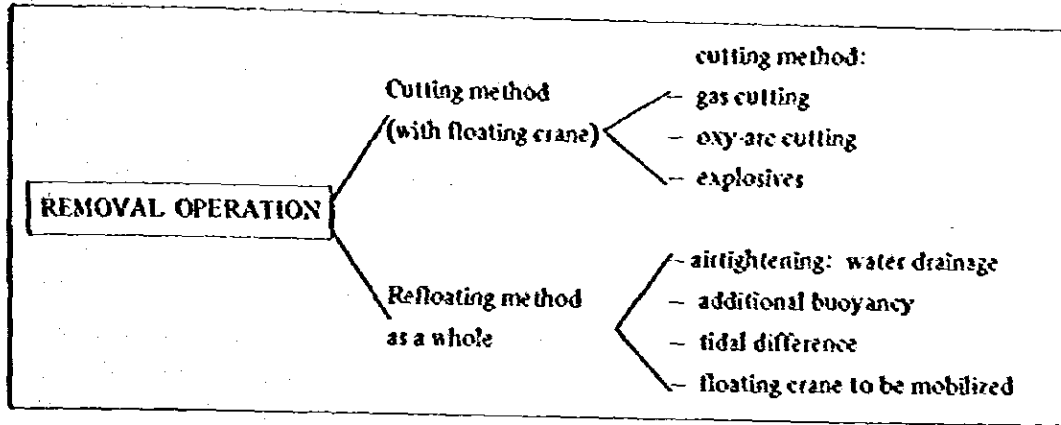 REMOVAL OPERATION
Cutting method
(with floating crane)
cutting method:
– gas cutting
– oxy-arc cutting
– explosives
Refloating method
as a whole
– airtightening: water drainage
– additional buoyancy
– tidal difference
– floating crane to be mobilized